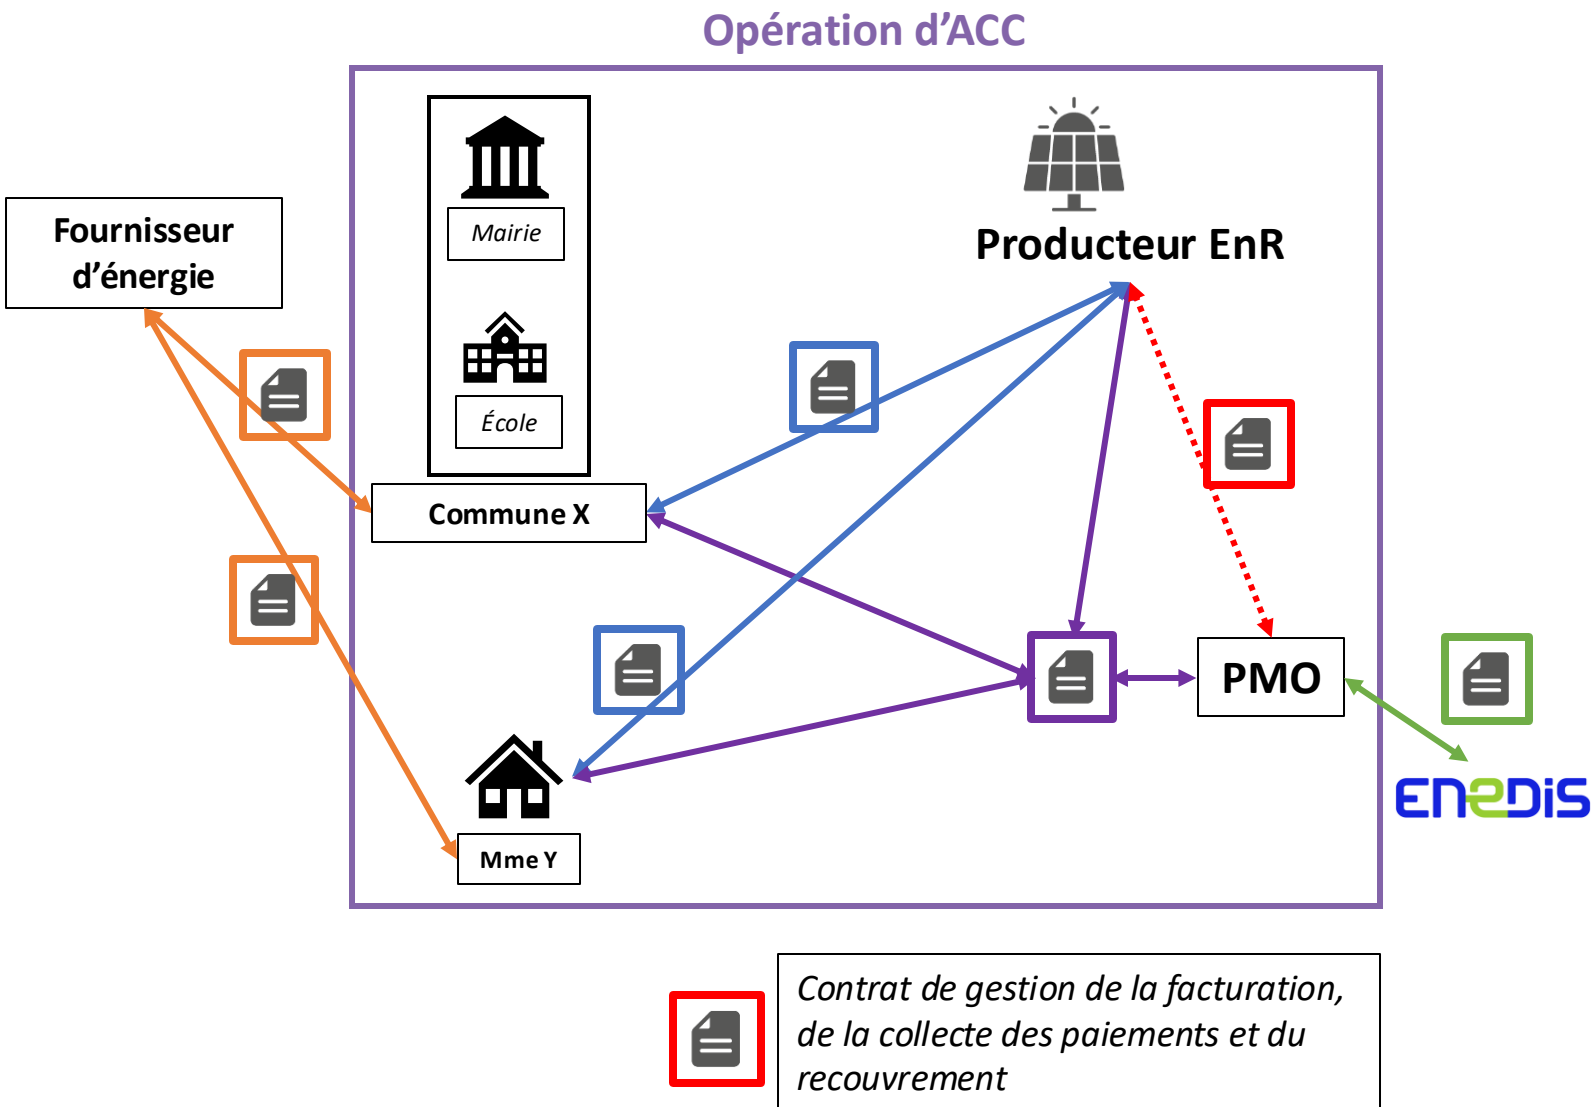 Opération d'ACC
Fournisseur
d'énergie
Mairie
École
Commune X
Producteur EnR
PMO
ENEDIS
Mme Y
Contrat de gestion de la facturation,
de la collecte des paiements et du
recouvrement